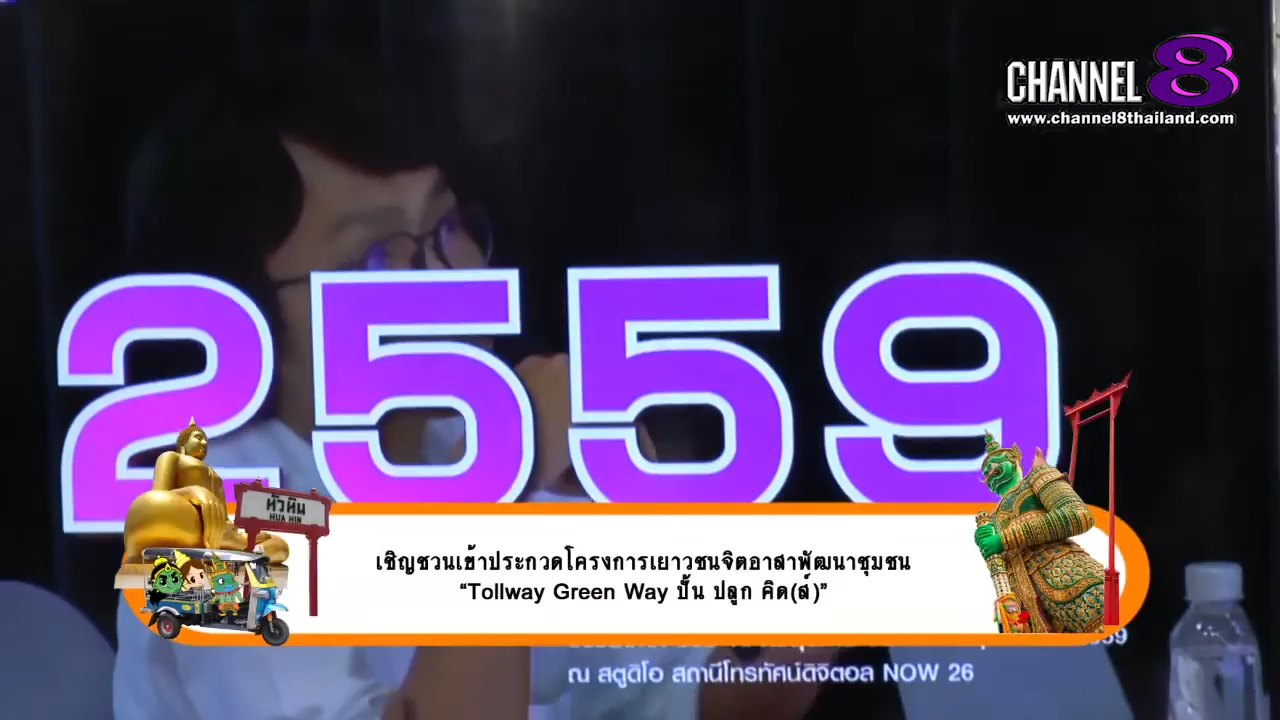 CHANNEL 8
www.channel8thailand.com
2559
หัวหิน
HUA HIN
เชิญชวนเข้าประกวดโครงการเยาวชนจิตอาสาพัฒนาชุมชน
“Tollway Green Way ปั้น ปลูก คิด(ส์)”
ณ สตูดิโอ สถานีโทรทัศน์ดิจิตอล NOW 26